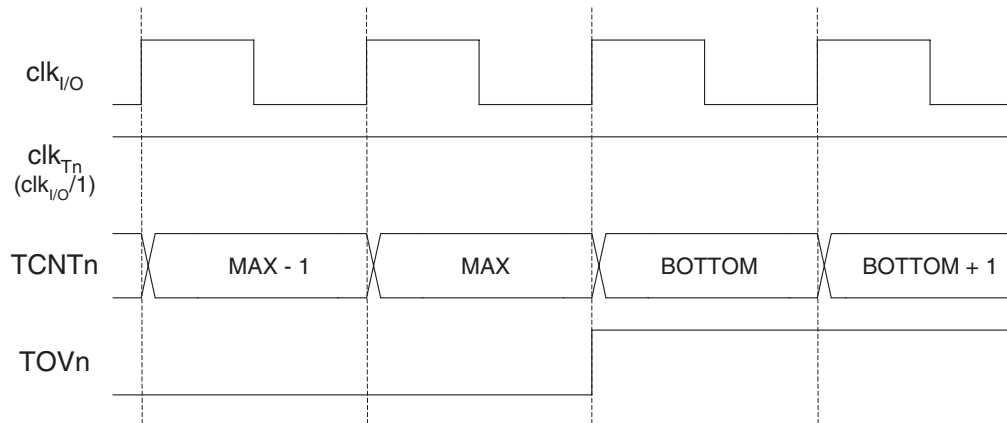 clkI/O
clkTn
(clkI/O/1)
TCNTn
MAX - 1
MAX
BOTTOM
BOTTOM + 1
TOVn